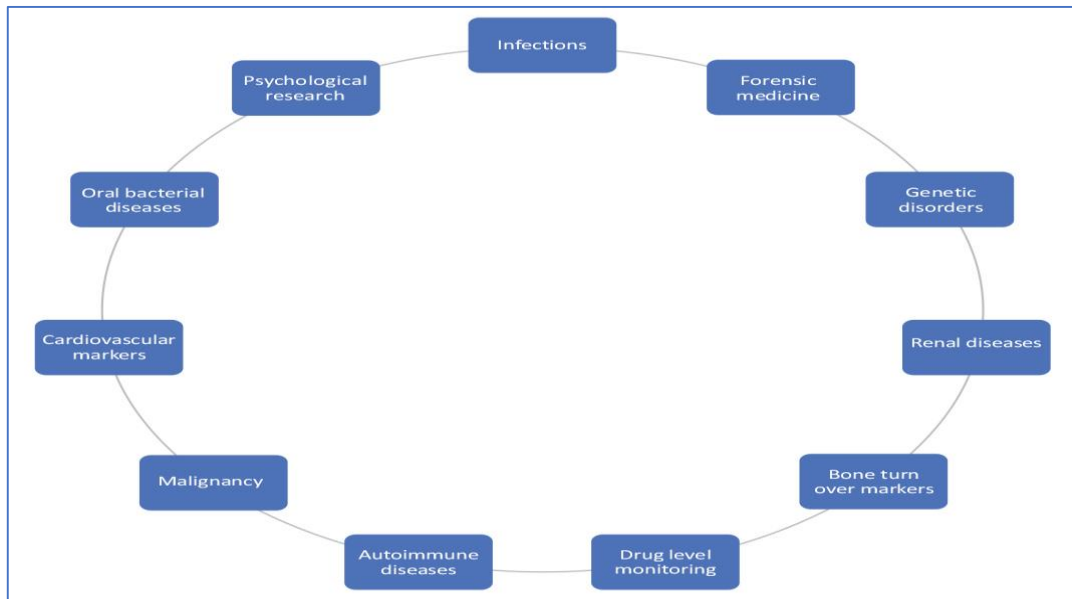 Infections
Forensic
medicine
Genetic
disorders
Renal diseases
Bone turn
over markers
Drug level
monitoring
Autoimmune
diseases
Malignancy
Cardiovascular
markers
Oral bacterial
diseases
Psychological
research